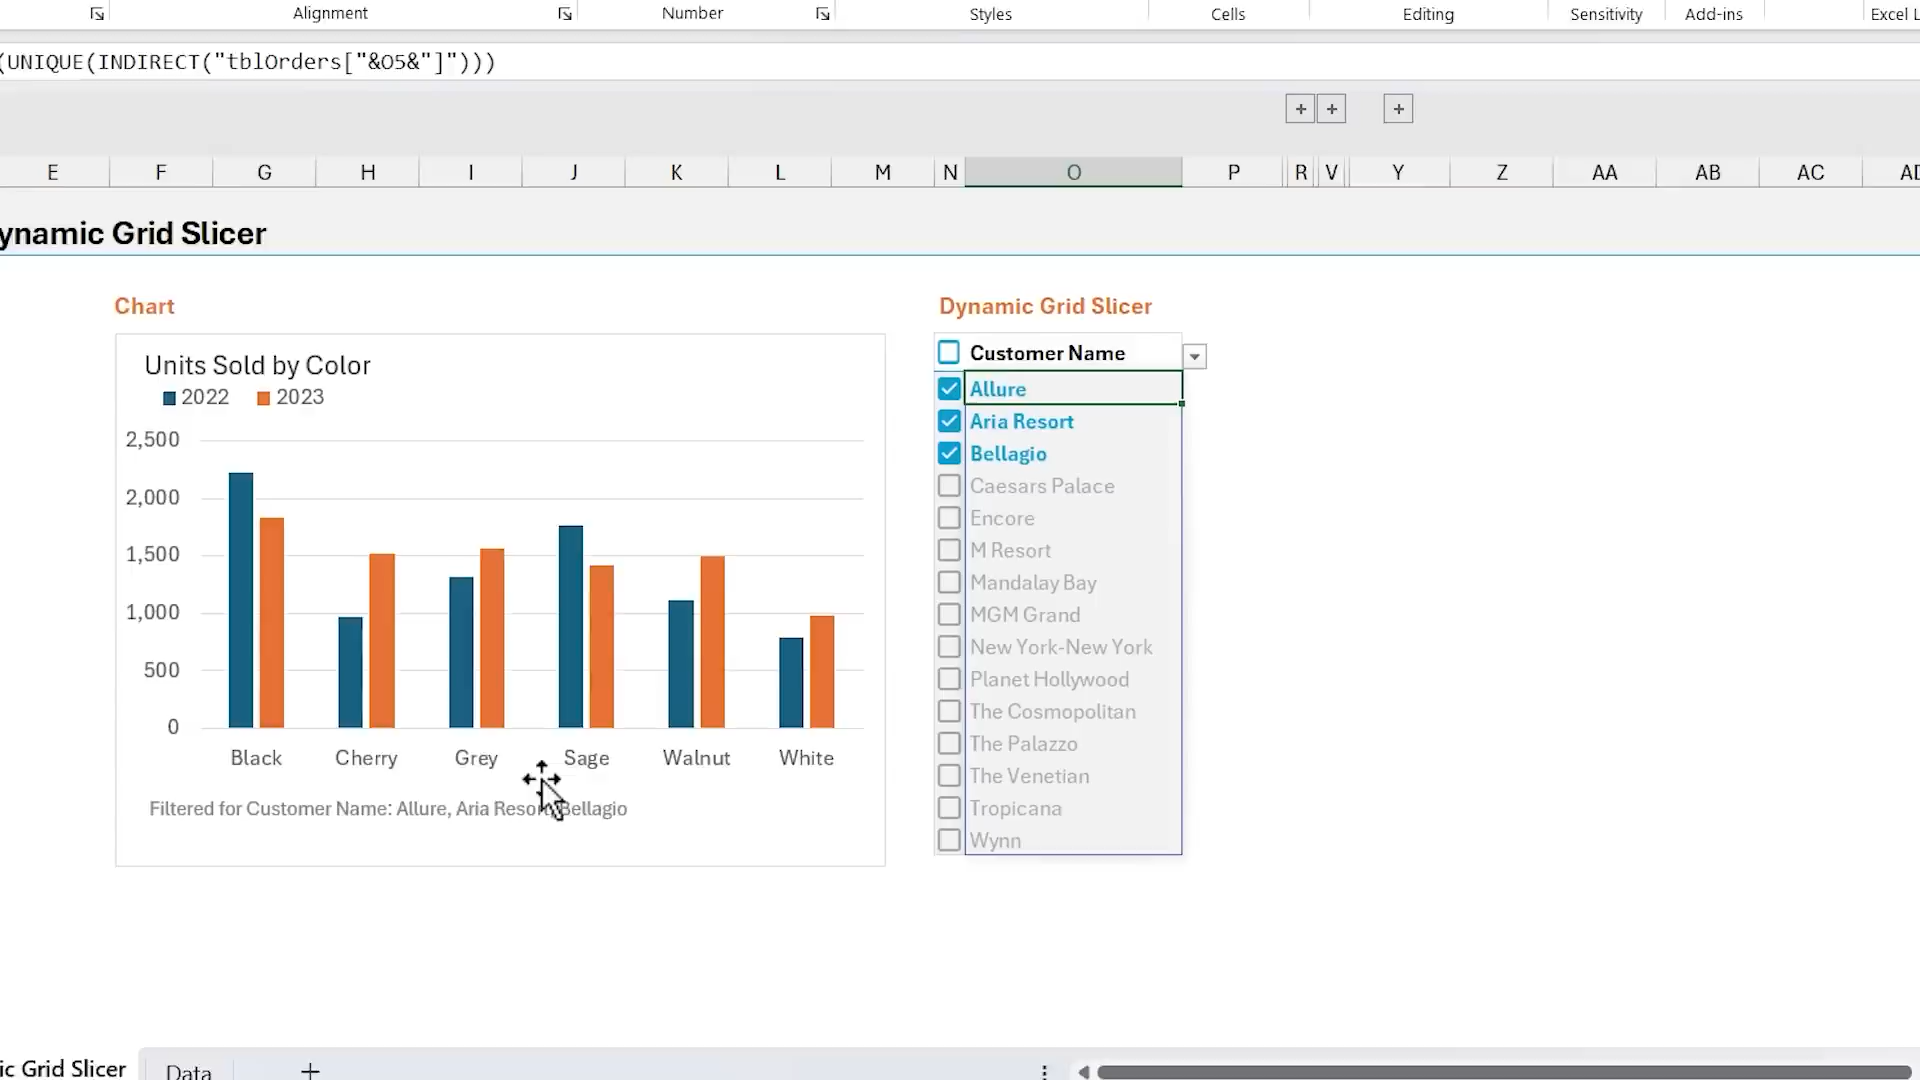 Alignment
Number
Styles
Cells
Editing
Sensitivity
Add-ins
Excel L
(UNIQUE(INDIRECT("tblOrders["&O5&"]")))
E F G H I J K L M N O P R V Y Z AA AB AC AD
ynamic Grid Slicer
Chart
Units Sold by Color
2022 2023
2,500
2,000
1,500
1,000
500
0
Black Cherry Grey Sage Walnut White
Filtered for Customer Name: Allure, Aria Resort, Bellagio
Dynamic Grid Slicer
Customer Name
Allure
Aria Resort
Bellagio
Caesars Palace
Encore
M Resort
Mandalay Bay
MGM Grand
New York-New York
Planet Hollywood
The Cosmopolitan
The Palazzo
The Venetian
Tropicana
Wynn
ic Grid Slicer
Data